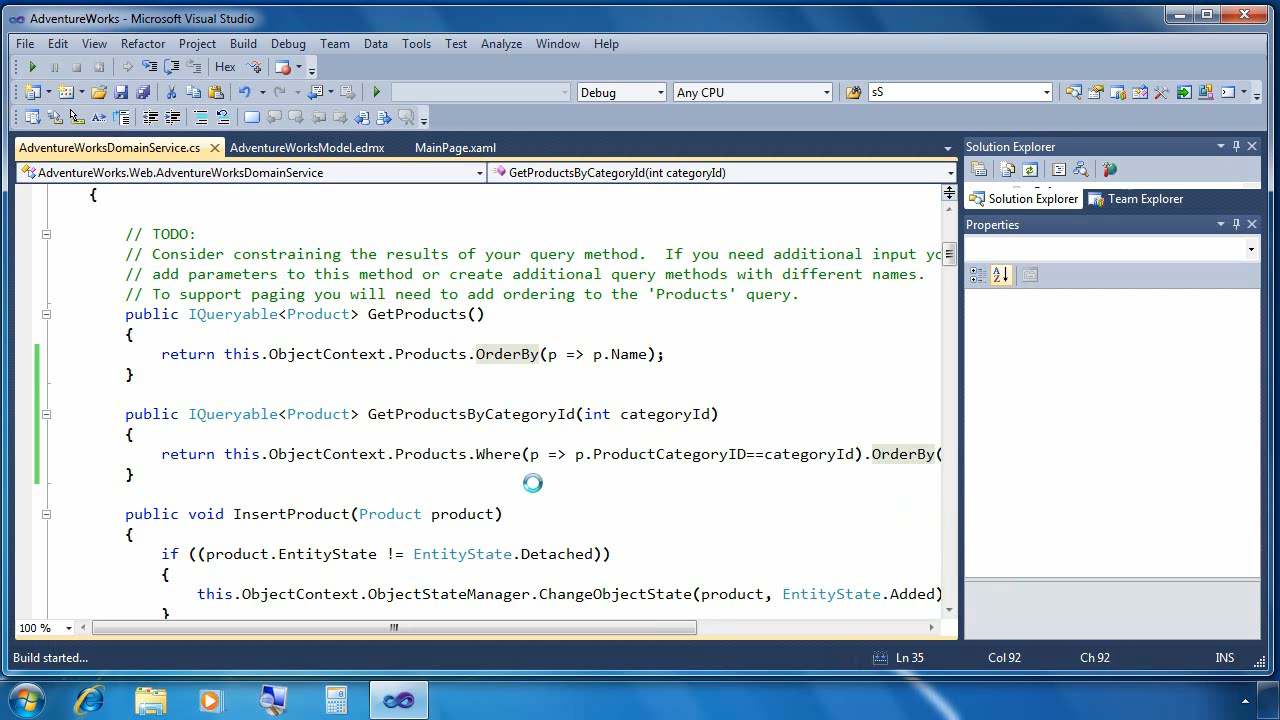 AdventureWorks - Microsoft Visual Studio
File Edit View Refactor Project Build Debug Team Data Tools Test Analyze Window Help
Hex
Debug Any CPU sS
AdventureWorksDomainService.cs AdventureWorksModel.edmx MainPage.xaml
AdventureWorks.Web.AdventureWorksDomainService GetProductsByCategoryId(int categoryId)
{
// TODO:
// Consider constraining the results of your query method.  If you need additional input yo
// add parameters to this method or create additional query methods with different names.
// To support paging you will need to add ordering to the 'Products' query.
public IQueryable<Product> GetProducts()
{
return this.ObjectContext.Products.OrderBy(p => p.Name);
}
public IQueryable<Product> GetProductsByCategoryId(int categoryId)
{
return this.ObjectContext.Products.Where(p => p.ProductCategoryID==categoryId).OrderBy(
}
public void InsertProduct(Product product)
{
if ((product.EntityState != EntityState.Detached))
{
this.ObjectContext.ObjectStateManager.ChangeObjectState(product, EntityState.Added)
}
100 %
Solution Explorer
Solution Explorer Team Explorer
Properties
Build started... Ln 35 Col 92 Ch 92 INS